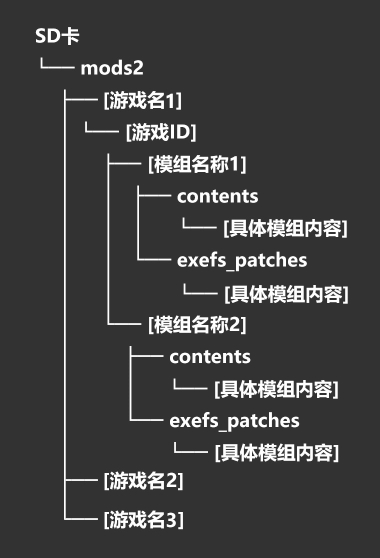 SD卡
mods2
[游戏名1]
[游戏ID]
[模组名称1]
contents
[具体模组内容]
exefs_patches
[具体模组内容]
[模组名称2]
contents
[具体模组内容]
exefs_patches
[具体模组内容]
[游戏名2]
[游戏名3]